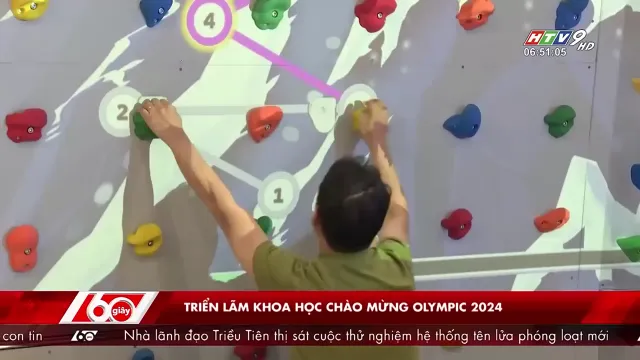 4
HTV9 HD
06:51:05
2
1
60 giây
TRIỂN LÃM KHOA HỌC CHÀO MỪNG OLYMPIC 2024
con tin 60 Nhà lãnh đạo Triều Tiên thị sát cuộc thử nghiệm hệ thống tên lửa phóng loạt mới